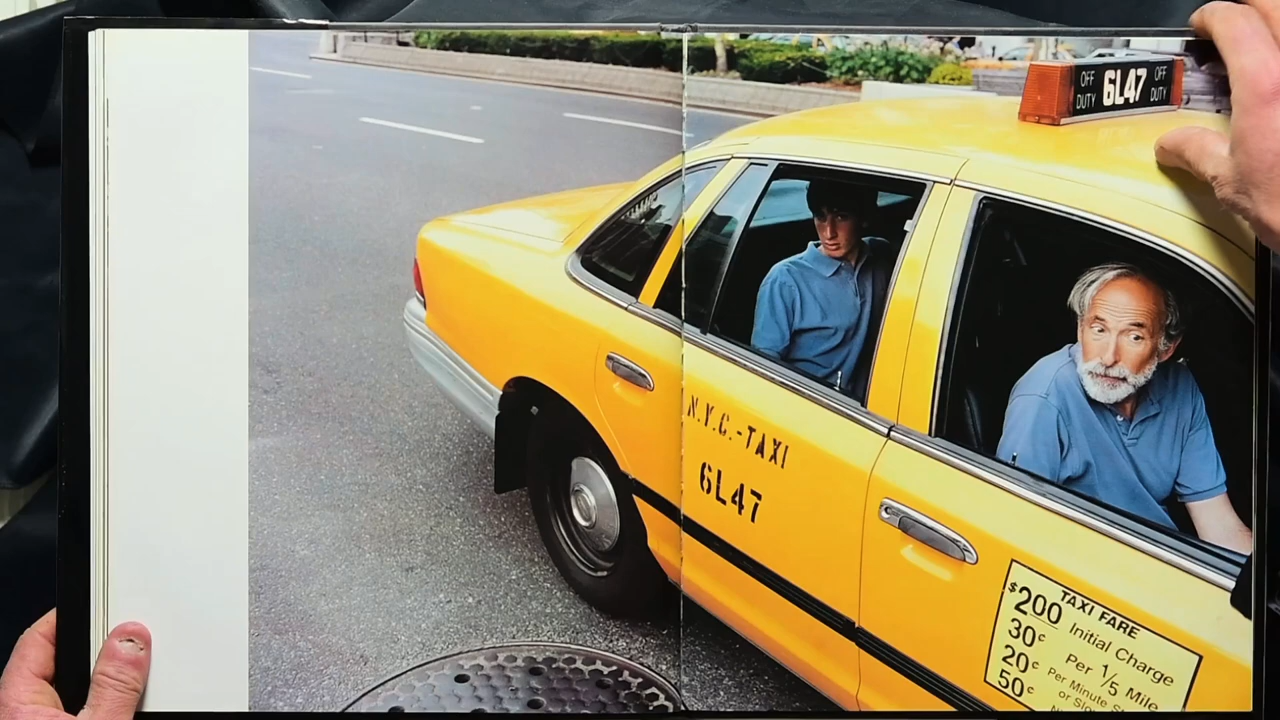 OFF
DUTY
6L47
OFF
DUTY
N.Y.C.-TAXI
6L47
TAXI FARE
$200 Initial Charge
30¢ Per 1/5 Mile
20¢ Per Minute
50¢